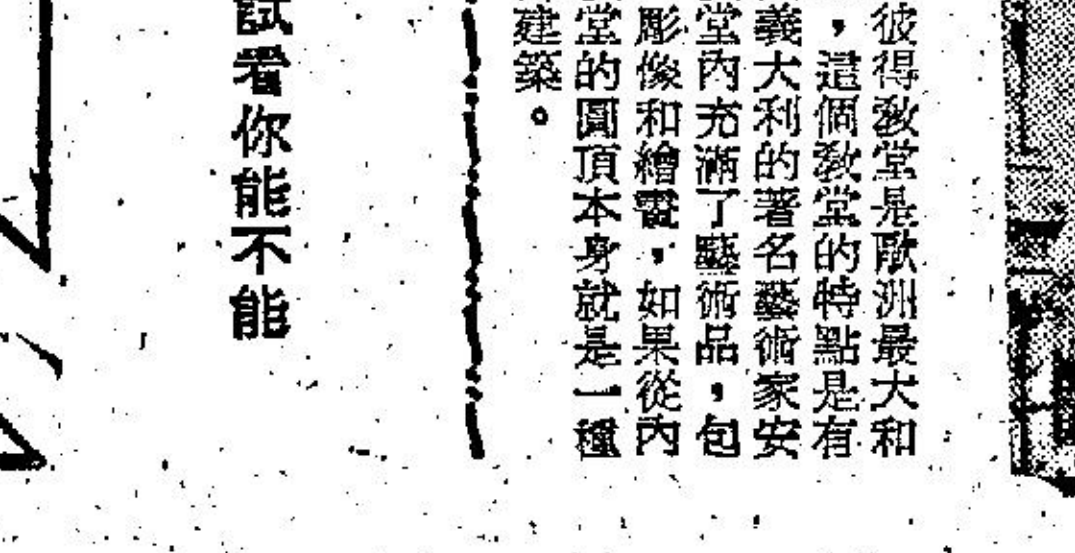 彼得教堂是歐洲最大和
，這個教堂的特點是有
義大利的著名藝術家安
堂內充滿了藝術品，包
彫像和繪畫，如果從內
堂的圓頂本身就是一種
建築。
試看你能不能